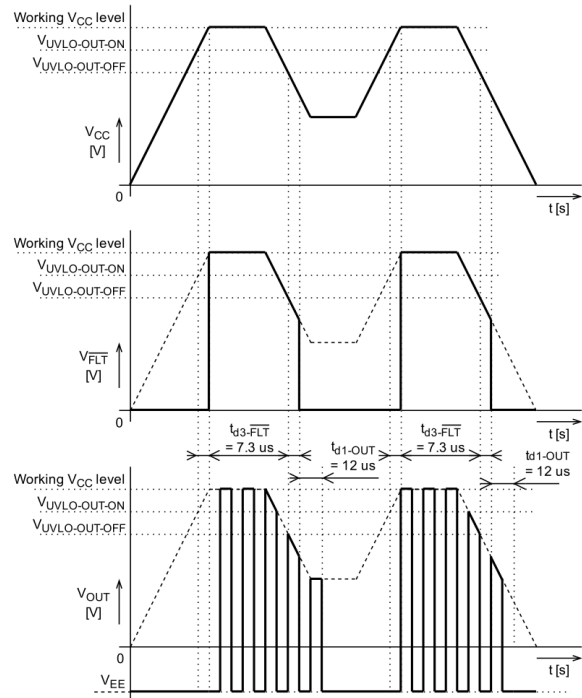 Working VCC level
VUVLO-OUT-ON
VUVLO-OUT-OFF
VCC
[V]
0
t [s]
Working VCC level
VUVLO-OUT-ON
VUVLO-OUT-OFF
VFLT
[V]
0
t [s]
td3-FLT
= 7.3 us
td1-OUT
= 12 us
td3-FLT
= 7.3 us
td1-OUT
= 12 us
Working VCC level
VUVLO-OUT-ON
VUVLO-OUT-OFF
VOUT
[V]
0
t [s]
VEE